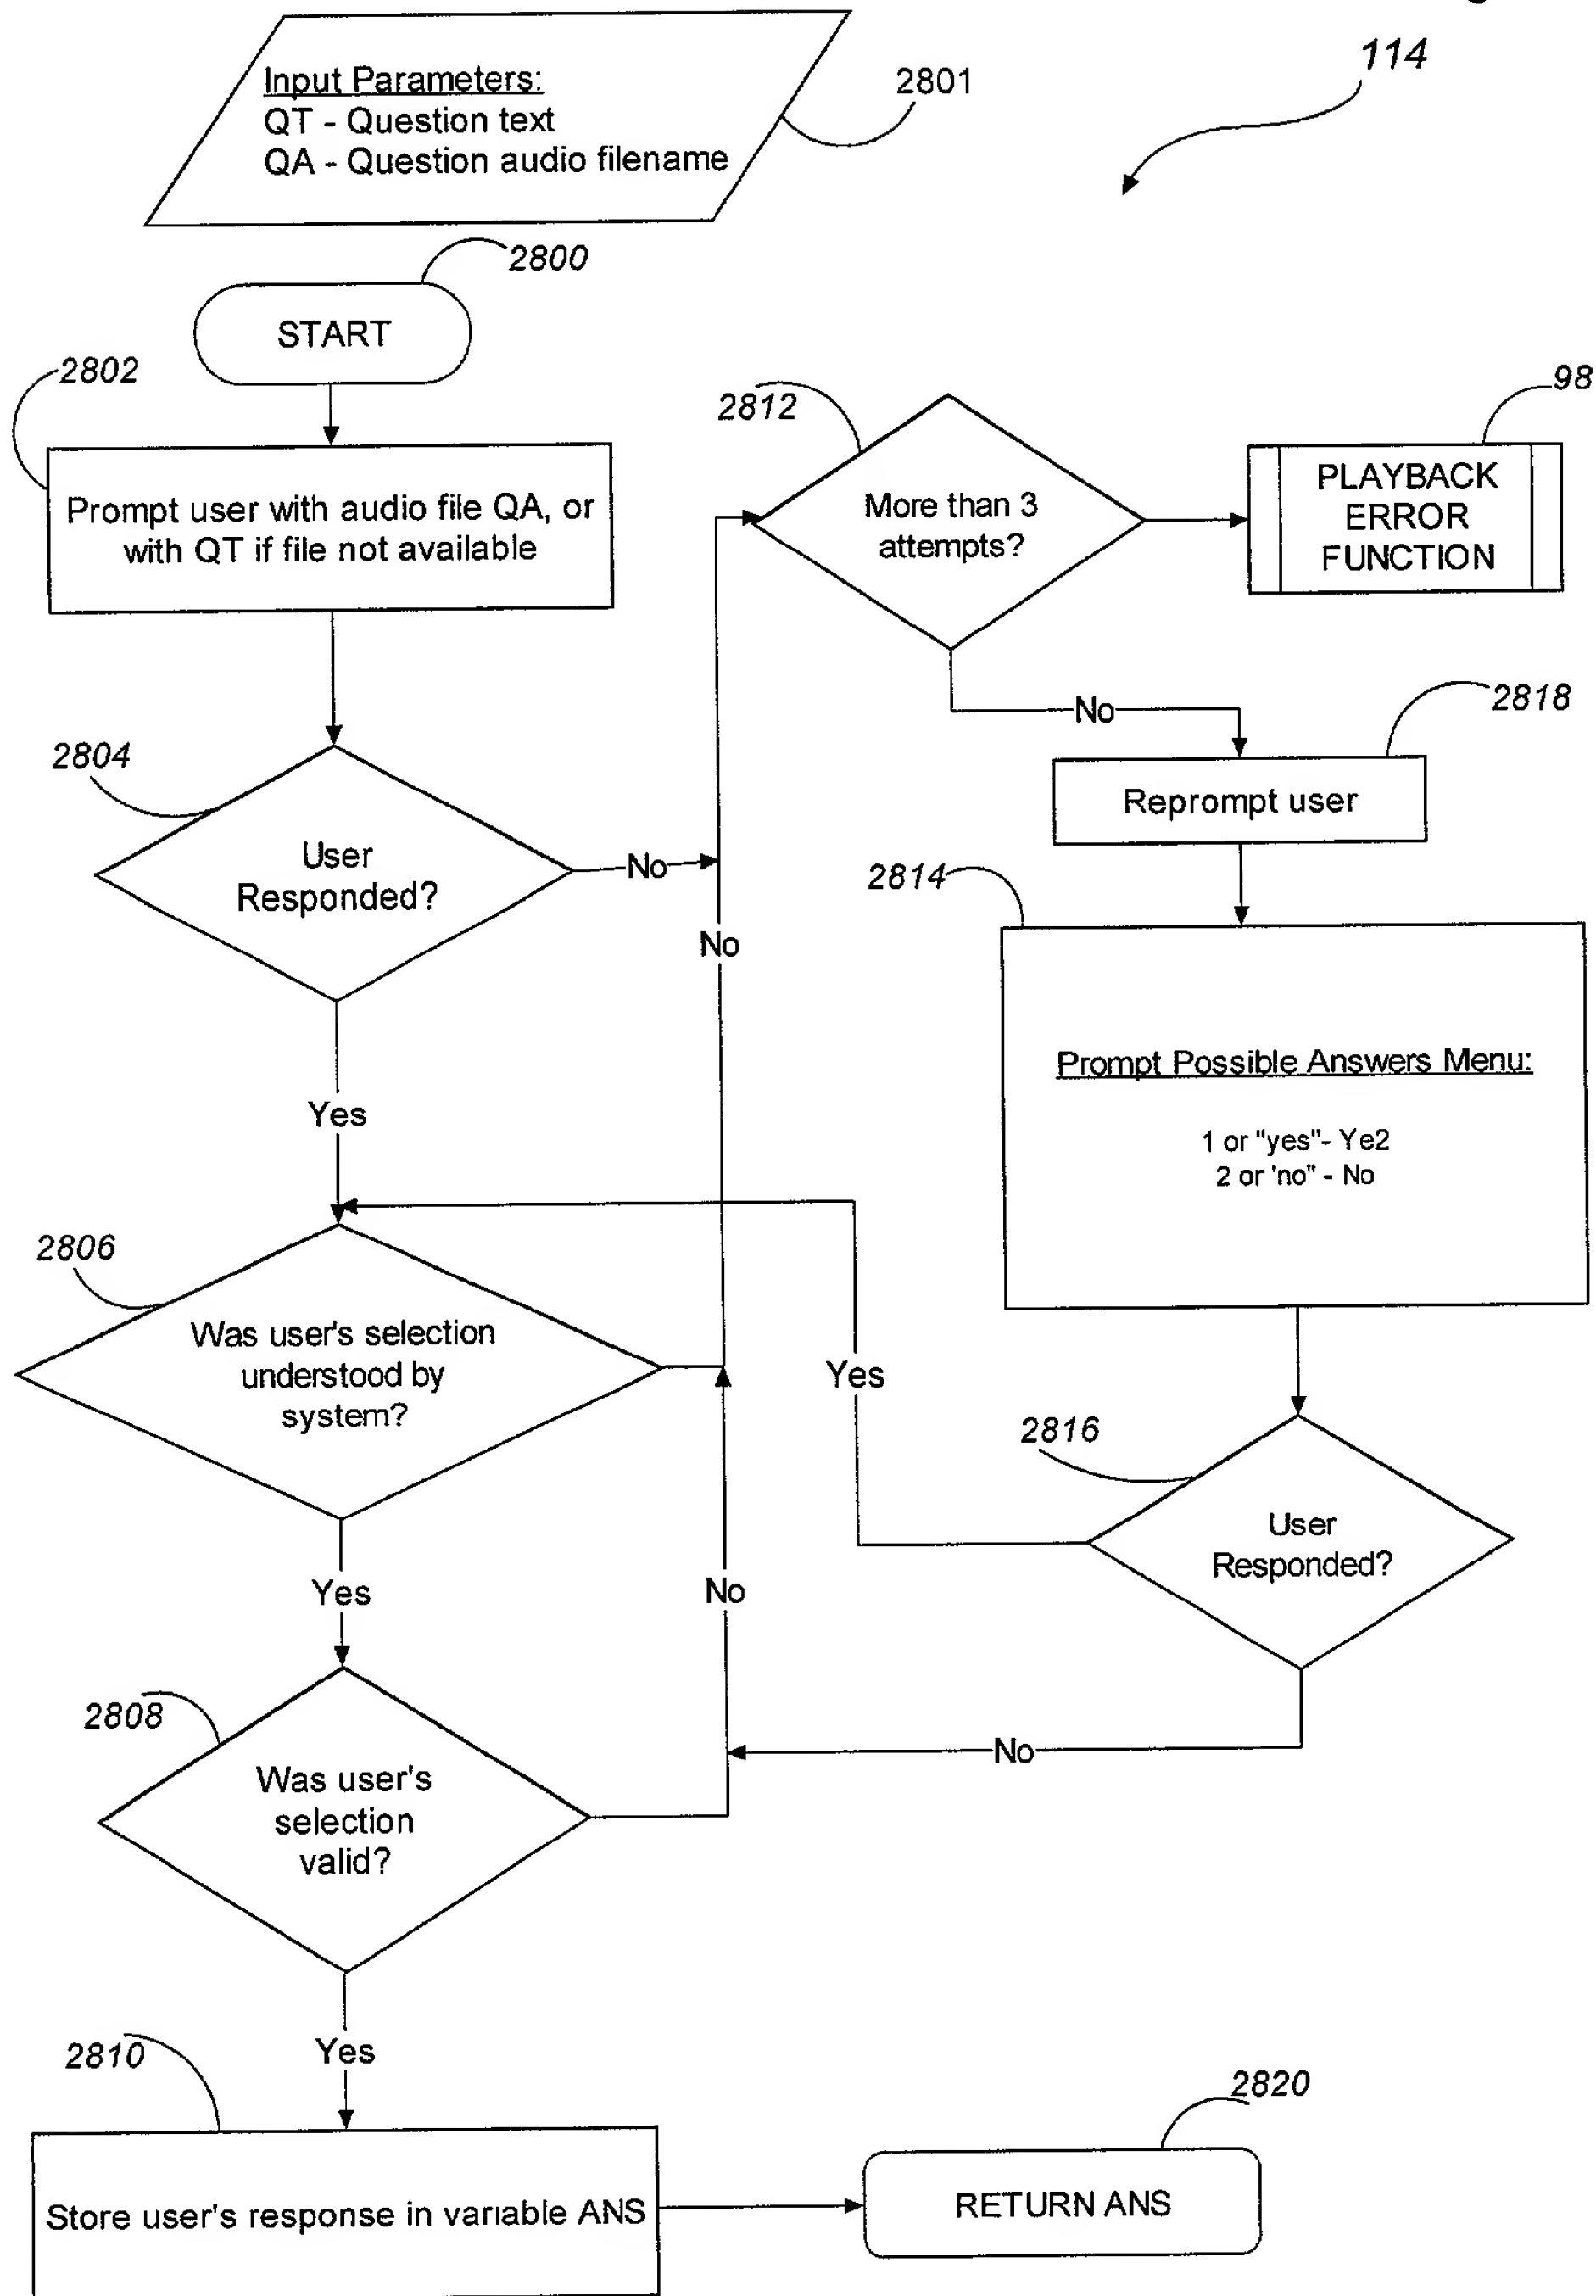 114
Input Parameters:
QT - Question text
QA - Question audio filename
2801
2800
START
2802
Prompt user with audio file QA, or
with QT if file not available
2812
More than 3
attempts?
98
PLAYBACK
ERROR
FUNCTION
No
2818
Reprompt user
2804
User
Responded?
No
No
Yes
2814
Prompt Possible Answers Menu:
1 or "yes"- Ye2
2 or 'no" - No
2806
Was user's selection
understood by
system?
Yes
2816
User
Responded?
Yes
No
No
2808
Was user's
selection
valid?
Yes
2810
Store user's response in variable ANS
2820
RETURN ANS